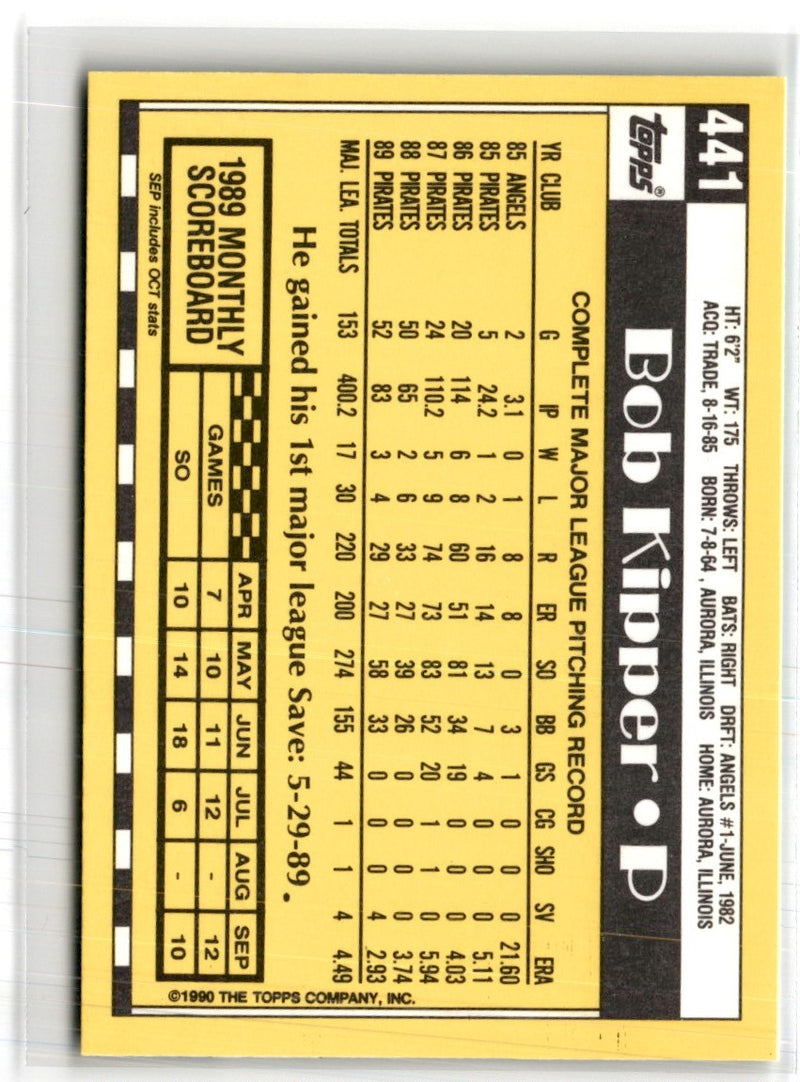 441
topps®
HT: 6'2" WT: 175 THROWS: LEFT BATS: RIGHT DRFT: ANGELS #1-JUNE, 1982
ACQ: TRADE, 8-16-85 BORN: 7-8-64, AURORA, ILLINOIS HOME: AURORA, ILLINOIS
Bob Kipper • P
COMPLETE MAJOR LEAGUE PITCHING RECORD
YR CLUB G IP W L R ER SO BB GS CG SHO SV ERA
85 ANGELS 2 3.1 0 1 8 8 0 3 1 0 0 0 21.60
85 PIRATES 5 24.2 1 2 16 14 13 7 4 0 0 0 5.11
86 PIRATES 20 114 6 8 60 51 81 34 19 0 0 0 4.03
87 PIRATES 24 110.2 5 9 74 73 83 52 20 1 1 0 5.94
88 PIRATES 50 65 2 6 33 27 39 26 0 0 0 0 3.74
89 PIRATES 52 83 3 4 29 27 58 33 0 0 0 4 2.93
MAJ. LEA. TOTALS 153 400.2 17 30 220 200 274 155 44 1 1 4 4.49
He gained his 1st major league Save: 5-29-89.
1989 MONTHLY
SCOREBOARD
APR MAY JUN JUL AUG SEP
GAMES 7 10 11 12 - 12
SO 10 14 18 6 - 10
SEP includes OCT stats
©1990 THE TOPPS COMPANY, INC.